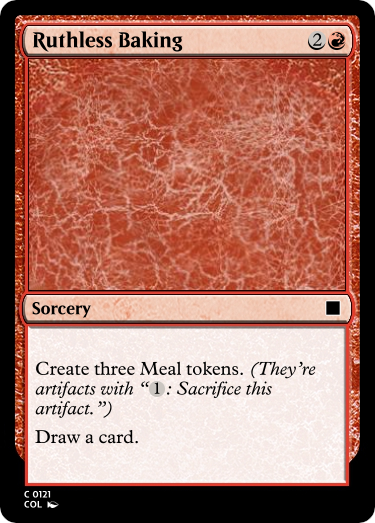 Ruthless Baking 2
Sorcery
Create three Meal tokens. (They're
artifacts with “1: Sacrifice this
artifact.”)
Draw a card.
C 0121
COL